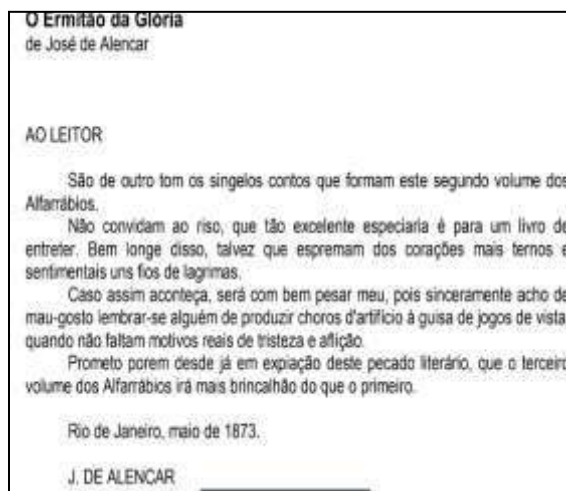 O Ermitão da Glória
de José de Alencar
AO LEITOR
São de outro tom os singelos contos que formam este segundo volume dos
Alfarrábios.
Não convidam ao riso, que tão excelente especiaria é para um livro de
entreter. Bem longe disso, talvez que espremam dos corações mais ternos e
sentimentais uns fios de lagrimas.
Caso assim aconteça, será com bem pesar meu, pois sinceramente acho de
mau-gosto lembrar-se alguém de produzir choros d'artifício à guisa de jogos de vista,
quando não faltam motivos reais de tristeza e aflição.
Prometo porem desde já em expiação deste pecado literário, que o terceiro
volume dos Alfarrábios irá mais brincalhão do que o primeiro.
Rio de Janeiro, maio de 1873.
J. DE ALENCAR